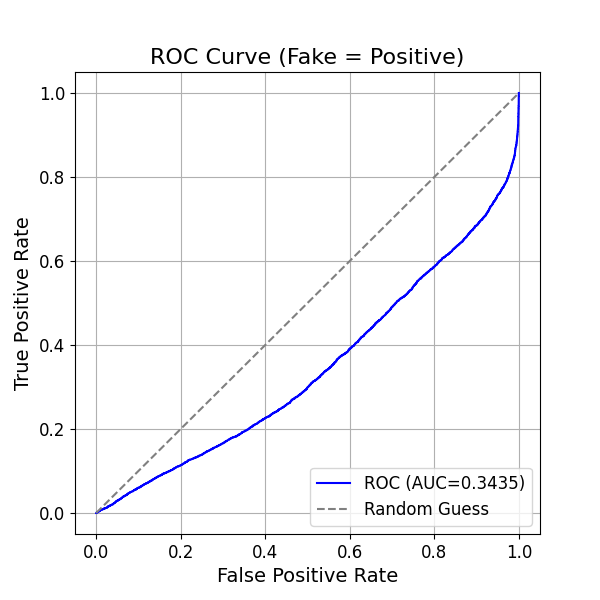 ROC Curve (Fake = Positive)
True Positive Rate
1.0
0.8
0.6
0.4
0.2
0.0
ROC (AUC=0.3435)
Random Guess
0.0 0.2 0.4 0.6 0.8 1.0
False Positive Rate